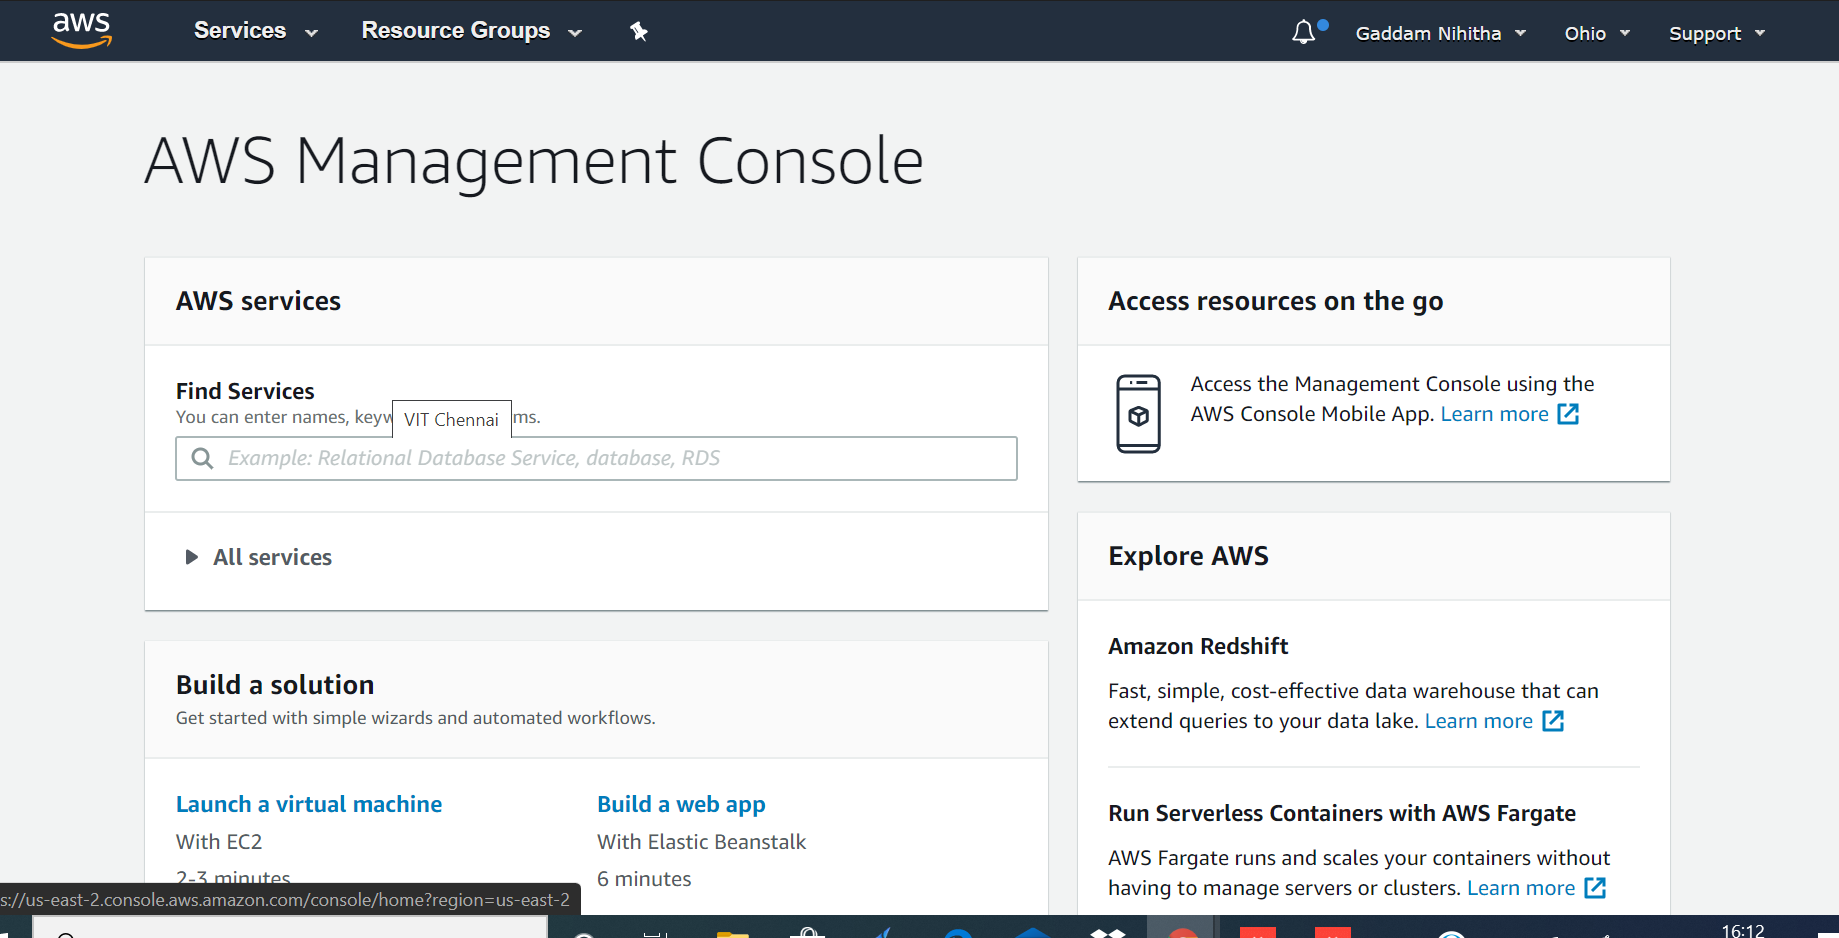 aws
Services
Resource Groups
Gaddam Nihitha
Ohio
Support
AWS Management Console
AWS services
Find Services
You can enter names, keyw
ms.
VIT Chennai
Example: Relational Database Service, database, RDS
All services
Build a solution
Get started with simple wizards and automated workflows.
Launch a virtual machine
With EC2
2-3 minutes
Build a web app
With Elastic Beanstalk
6 minutes
Access resources on the go
Access the Management Console using the
AWS Console Mobile App. Learn more
Explore AWS
Amazon Redshift
Fast, simple, cost-effective data warehouse that can
extend queries to your data lake. Learn more
Run Serverless Containers with AWS Fargate
AWS Fargate runs and scales your containers without
having to manage servers or clusters. Learn more
s://us-east-2.console.aws.amazon.com/console/home?region=us-east-2
16:12